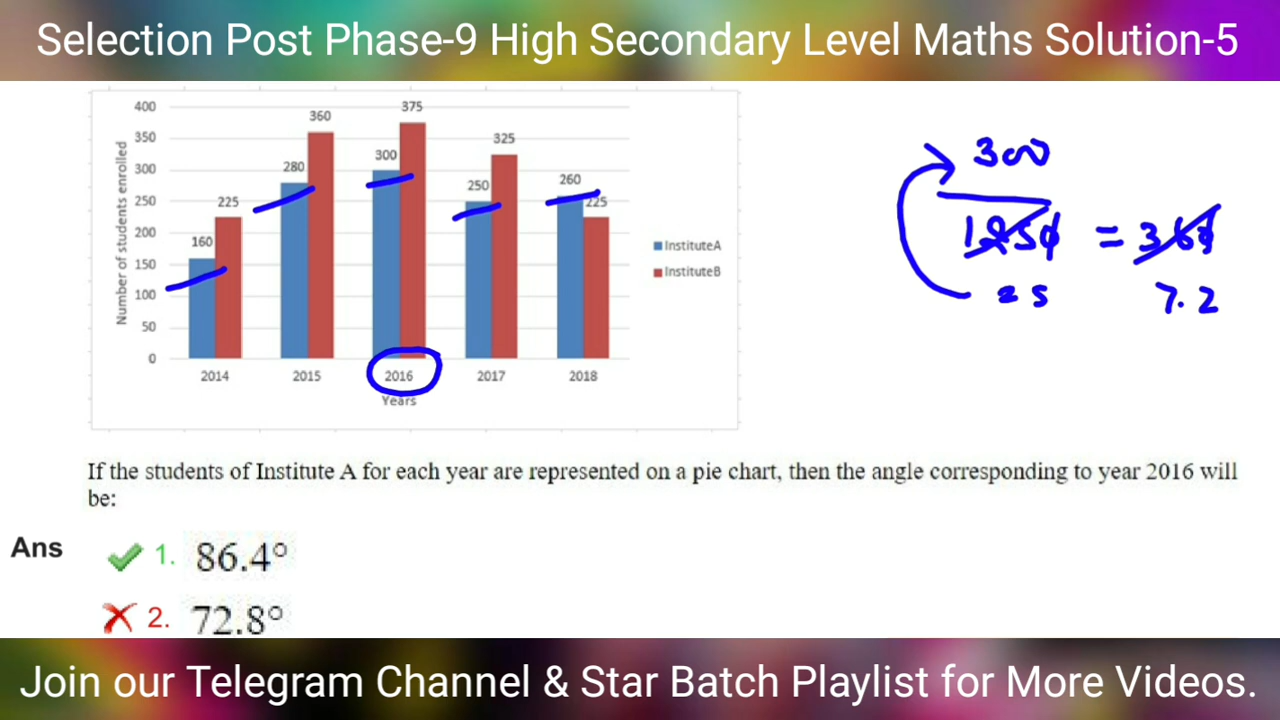 Selection Post Phase-9 High Secondary Level Maths Solution-5
400
350
300
250
200
150
100
50
0
Number of students enrolled
160
225
280
360
300
375
250
325
260
225
2014
2015
2016
2017
2018
Years
InstituteA
InstituteB
300
1250 = 360
25 7.2
If the students of Institute A for each year are represented on a pie chart, then the angle corresponding to year 2016 will
be:
Ans 1. 86.4°
2. 72.8°
Join our Telegram Channel & Star Batch Playlist for More Videos.